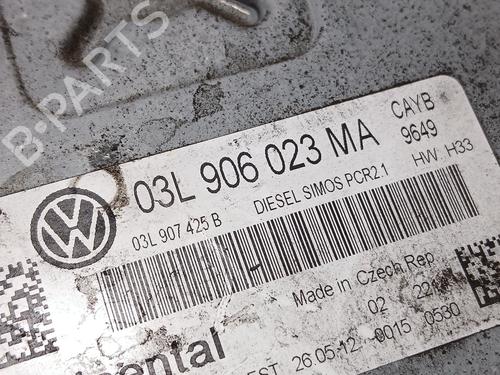 B-PARTS
03L 906 023 MA
CAYB
9649
03L 907 425 B
DIESEL SIMOS PCR2.1
HW H33
Made in Czech Rep
02
26.05.12 0015 0530